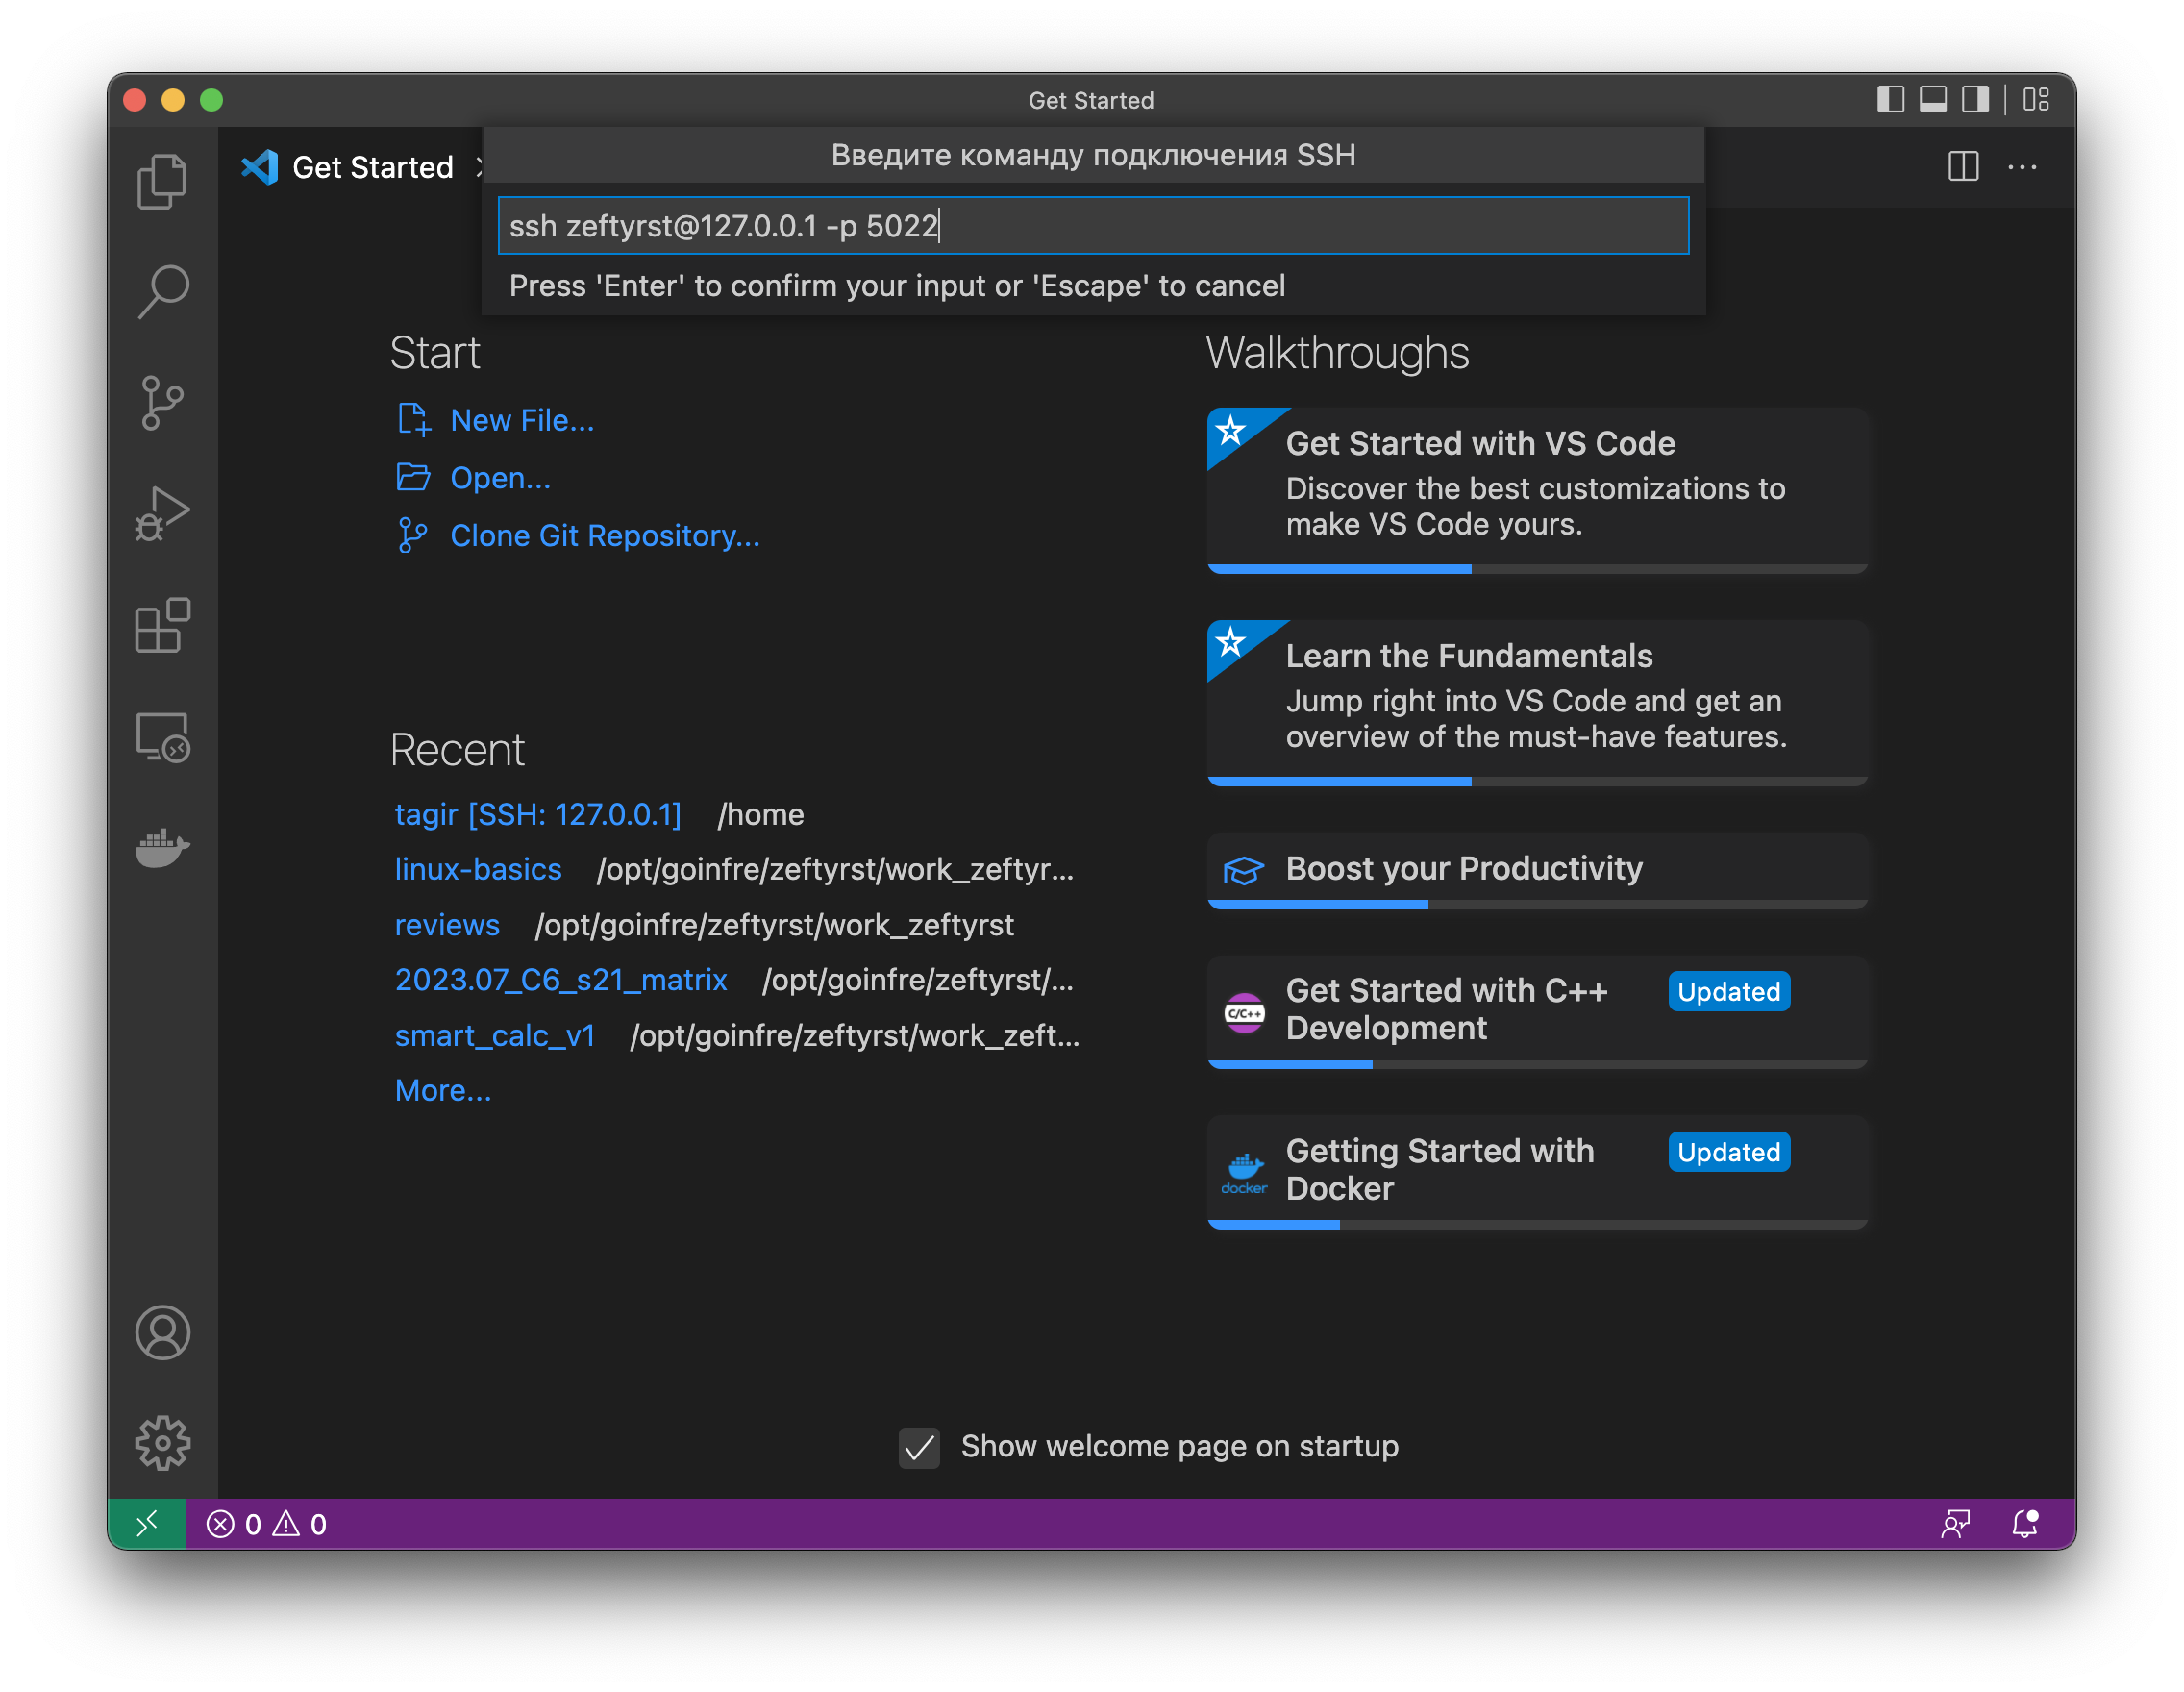 Get Started
Get Started
Введите команду подключения SSH
ssh zeftyrst@127.0.0.1 -p 5022
Press 'Enter' to confirm your input or 'Escape' to cancel
Start
New File...
Open...
Clone Git Repository...
Recent
tagir [SSH: 127.0.0.1] /home
linux-basics /opt/goinfre/zeftyrst/work_zeftyr...
reviews /opt/goinfre/zeftyrst/work_zeftyrst
2023.07_C6_s21_matrix /opt/goinfre/zeftyrst/...
smart_calc_v1 /opt/goinfre/zeftyrst/work_zeft...
More...
Walkthroughs
Get Started with VS Code
Discover the best customizations to
make VS Code yours.
Learn the Fundamentals
Jump right into VS Code and get an
overview of the must-have features.
Boost your Productivity
C/C++
Get Started with C++ Updated
Development
docker
Getting Started with Updated
Docker
Show welcome page on startup
0 0